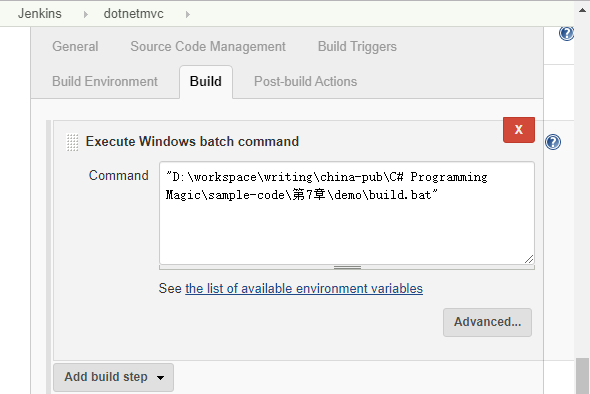 Jenkins dotnetmvc
General Source Code Management Build Triggers
Build Environment Build Post-build Actions
X
Execute Windows batch command
Command
"D:\workspace\writing\china-pub\C# Programming
Magic\sample-code\第7章\demo\build.bat"
See the list of available environment variables
Advanced...
Add build step